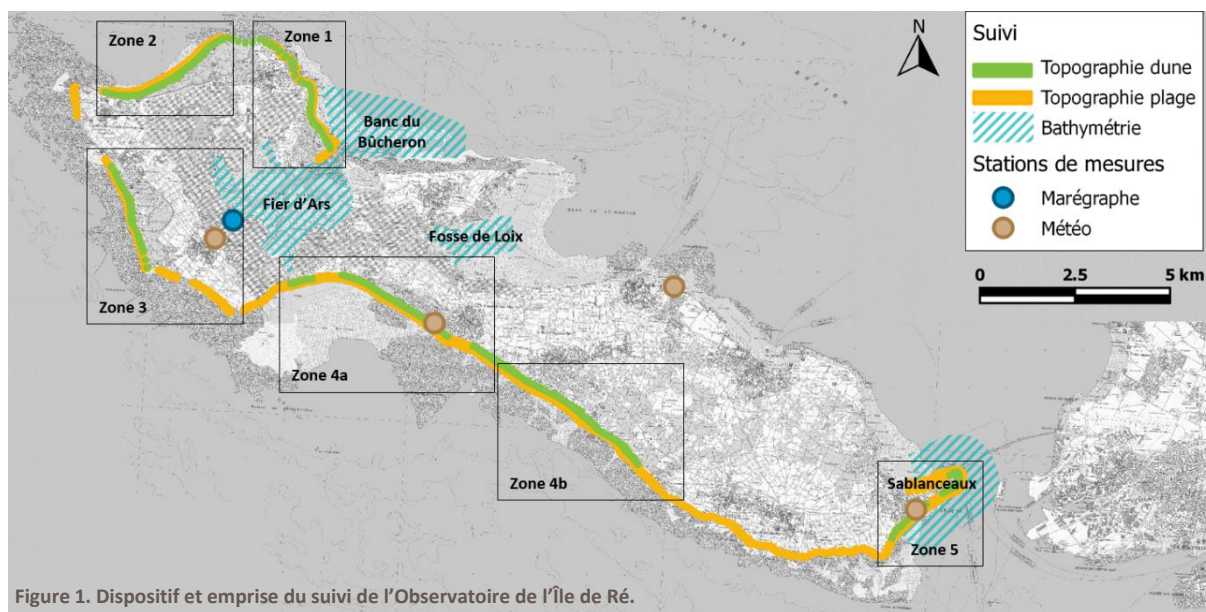 Zone 2
Zone 1
N
Suivi
Topographie dune
Topographie plage
Bathymétrie
Stations de mesures
Marégraphe
Météo
0 2.5 5 km
PERTUIS
BRETON
Banc du
Bûcheron
Fier d'Ars
Fosse de Loix
Zone 3
Zone 4a
Zone 4b
Sablanceaux
Zone 5
Figure 1. Dispositif et emprise du suivi de l'Observatoire de l'Île de Ré.